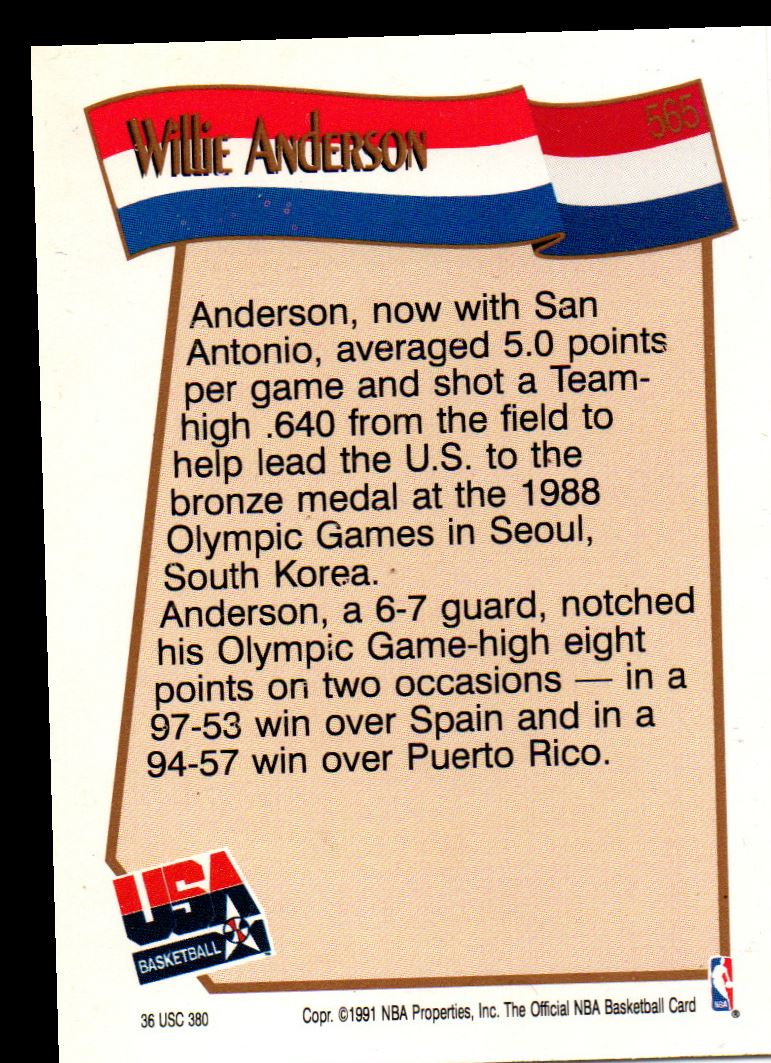 Willie Anderson
565
Anderson, now with San
Antonio, averaged 5.0 points
per game and shot a Team-
high .640 from the field to
help lead the U.S. to the
bronze medal at the 1988
Olympic Games in Seoul,
South Korea.
Anderson, a 6-7 guard, notched
his Olympic Game-high eight
points on two occasions — in a
97-53 win over Spain and in a
94-57 win over Puerto Rico.
USA
BASKETBALL
NBA
®
36 USC 380
Copr. ©1991 NBA Properties, Inc. The Official NBA Basketball Card